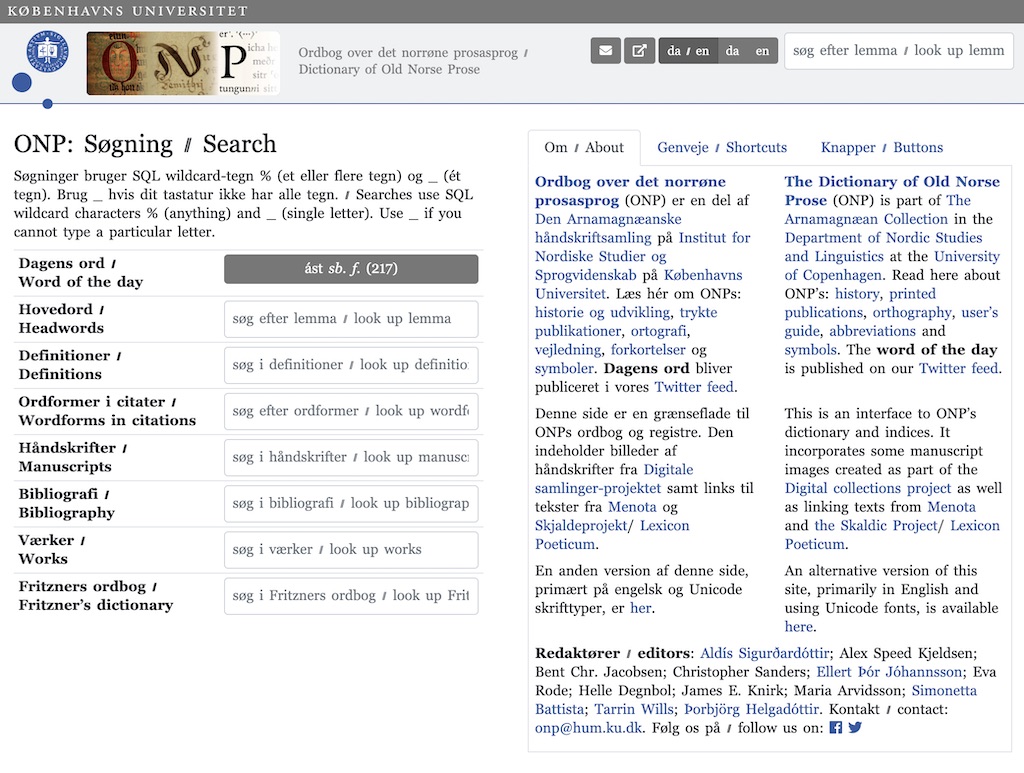 KØBENHAVNS UNIVERSITET
ONP
Ordbog over det norrøne prosasprog //
Dictionary of Old Norse Prose
da // en
da
en
søg efter lemma // look up lemm
ONP: Søgning // Search
Søgninger bruger SQL wildcard-tegn % (et eller flere tegn) og _ (ét
tegn). Brug _ hvis dit tastatur ikke har alle tegn. // Searches use SQL
wildcard characters % (anything) and _ (single letter). Use _ if you
cannot type a particular letter.
Dagens ord //
Word of the day
ást sb. f. (217)
Hovedord //
Headwords
søg efter lemma // look up lemma
Definitioner //
Definitions
søg i definitioner // look up definitio
Ordformer i citater //
Wordforms in citations
søg efter ordformer // look up wordf
Håndskrifter //
Manuscripts
søg i håndskrifter // look up manusc
Bibliografi //
Bibliography
søg i bibliografi // look up bibliograp
Værker //
Works
søg i værker // look up works
Fritzners ordbog //
Fritzner's dictionary
søg i Fritzners ordbog // look up Frit
Om // About
Genveje // Shortcuts
Knapper // Buttons
Ordbog over det norrøne
prosasprog (ONP) er en del af
Den Arnamagnæanske
håndskriftsamling på Institut for
Nordiske Studier og
Sprogvidenskab på Københavns
Universitet. Læs hér om ONPs:
historie og udvikling, trykte
publikationer, ortografi,
vejledning, forkortelser og
symboler. Dagens ord bliver
publiceret i vores Twitter feed.
Denne side er en grænseflade til
ONPs ordbog og registre. Den
indeholder billeder af
håndskrifter fra Digitale
samlinger-projektet samt links til
tekster fra Menota og
Skjaldeprojekt/ Lexicon
Poeticum.
En anden version af denne side,
primært på engelsk og Unicode
skrifttyper, er her.
The Dictionary of Old Norse
Prose (ONP) is part of The
Arnamagnæan Collection in the
Department of Nordic Studies
and Linguistics at the University
of Copenhagen. Read here about
ONP's: history, printed
publications, orthography, user's
guide, abbreviations and
symbols. The word of the day
is published on our Twitter feed.
This is an interface to ONP's
dictionary and indices. It
incorporates some manuscript
images created as part of the
Digital collections project as well
as linking texts from Menota
and the Skaldic Project/ Lexicon
Poeticum.
An alternative version of this
site, primarily in English and
using Unicode fonts, is available
here.
Redaktører // editors: Aldís Sigurðardóttir; Alex Speed Kjeldsen;
Bent Chr. Jacobsen; Christopher Sanders; Ellert Þór Jóhannsson; Eva
Rode; Helle Degnbol; James E. Knirk; Maria Arvidsson; Simonetta
Battista; Tarrin Wills; Þorbjörg Helgadóttir. Kontakt // contact:
onp@hum.ku.dk. Følg os på // follow us on: